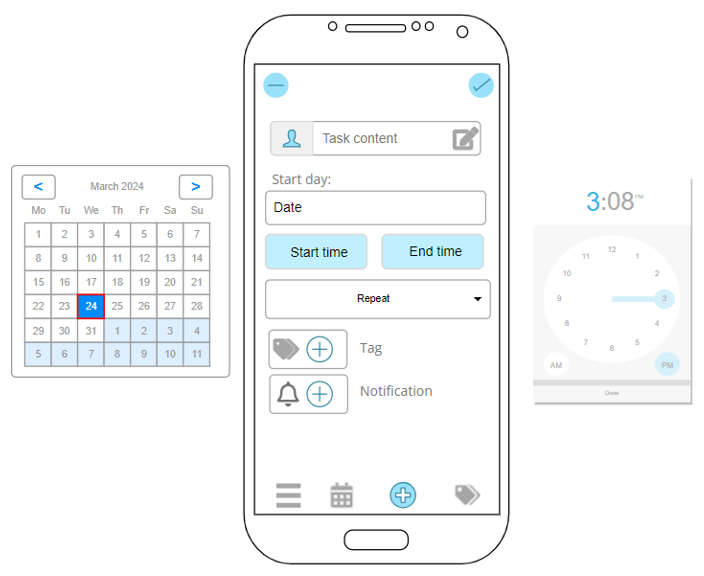 < March 2024 >
Mo Tu We Th Fr Sa Su
1 2 3 4 5 6 7
8 9 10 11 12 13 14
15 16 17 18 19 20 21
22 23 24 25 26 27 28
29 30 31 1 2 3 4
5 6 7 8 9 10 11
Task content
Start day:
Date
Start time End time
Repeat
Tag
Notification
3:08 PM
12
11 1
10 2
9 3
8 4
7 5
6
AM PM
Done